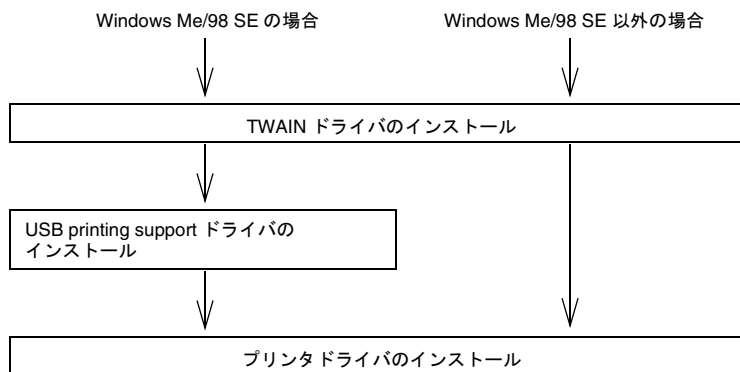 Windows Me/98 SE の場合
Windows Me/98 SE 以外の場合
TWAIN ドライバのインストール
USB printing support ドライバの
インストール
プリンタドライバのインストール